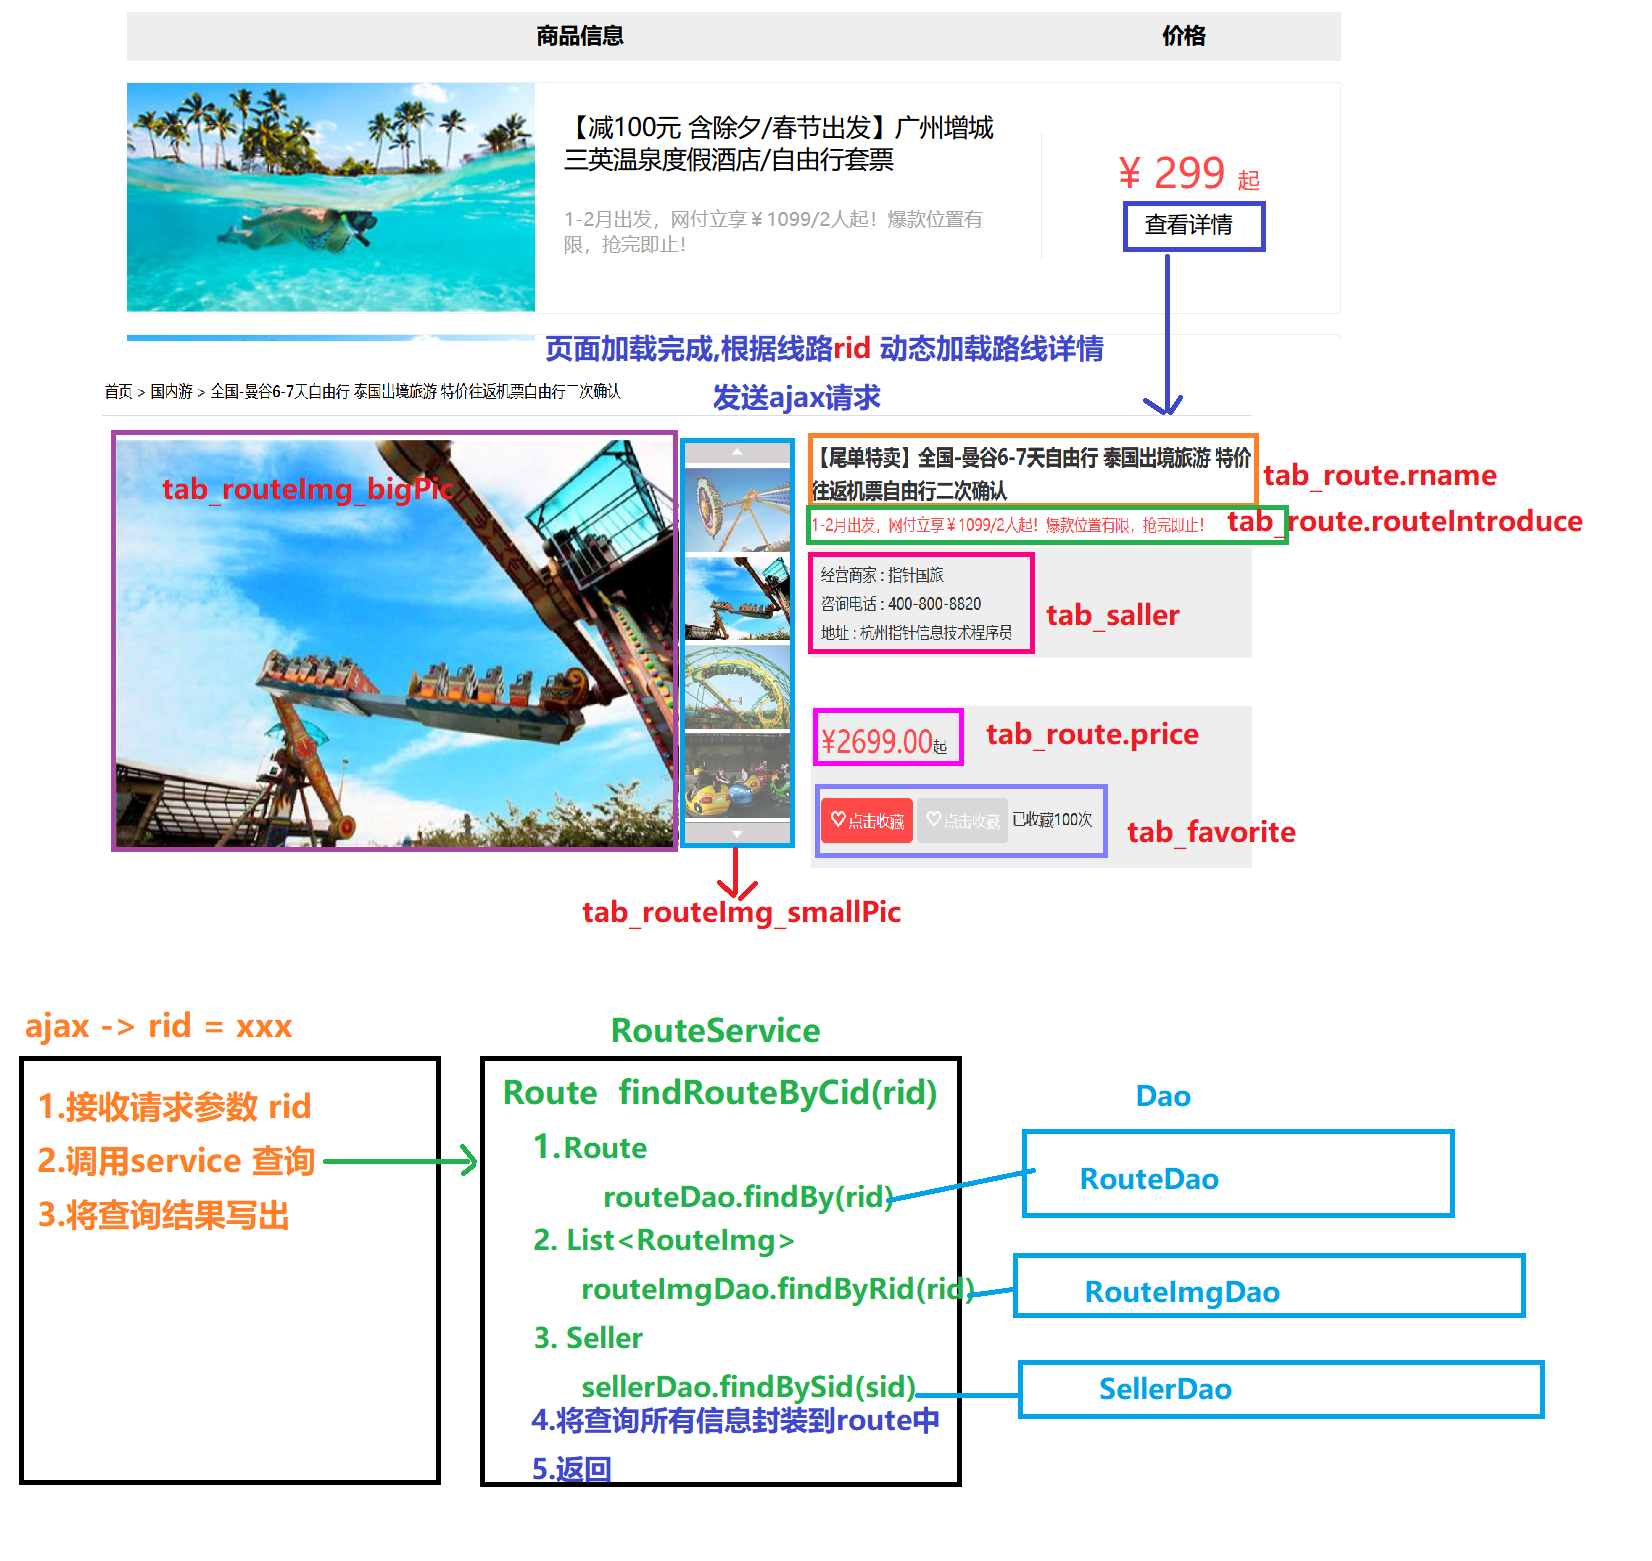 商品信息 价格
【减100元 含除夕/春节出发】广州增城
三英温泉度假酒店/自由行套票
1-2月出发，网付立享￥1099/2人起！爆款位置有
限，抢完即止！
￥ 299 起
查看详情
页面加载完成,根据线路rid 动态加载路线详情
发送ajax请求
首页 > 国内游 > 全国-曼谷6-7天自由行 泰国出境旅游 特价往返机票自由行二次确认
tab_routeImg_bigPic
【尾单特卖】全国-曼谷6-7天自由行 泰国出境旅游 特价
往返机票自由行二次确认
tab_route.rname
1-2月出发，网付立享￥1099/2人起！爆款位置有限，抢完即止！
tab_route.routeIntroduce
经营商家 : 指针国旅
咨询电话 : 400-800-8820
地址 : 杭州指针信息技术程序员
tab_saller
¥2699.00起
tab_route.price
♡点击收藏 ♡点击收藏 已收藏100次
tab_favorite
tab_routeImg_smallPic
ajax -> rid = xxx
1.接收请求参数 rid
2.调用service 查询
3.将查询结果写出
RouteService
Route findRouteByCid(rid)
1.Route
routeDao.findBy(rid)
2. List<RouteImg>
routeImgDao.findByRid(rid)
3. Seller
sellerDao.findBySid(sid)
4.将查询所有信息封装到route中
5.返回
Dao
RouteDao
RouteImgDao
SellerDao